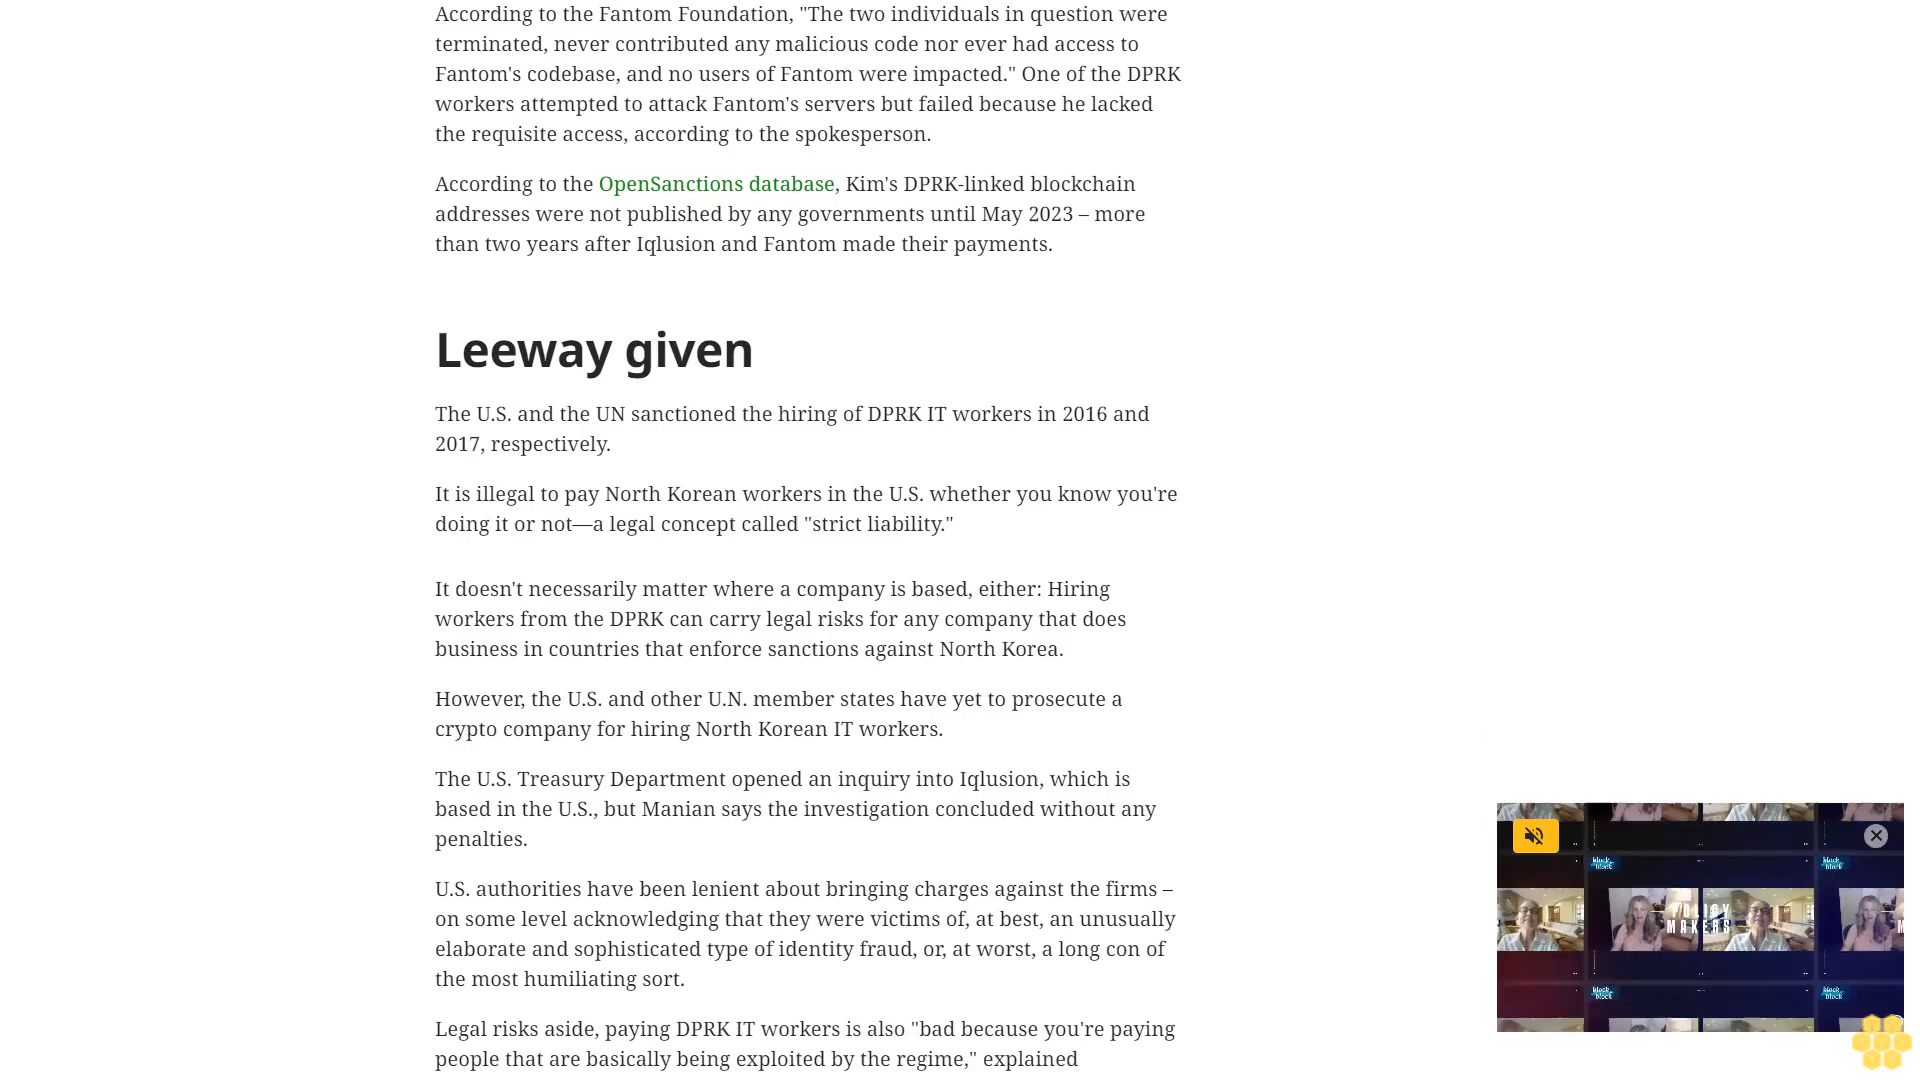 According to the Fantom Foundation, "The two individuals in question were
terminated, never contributed any malicious code nor ever had access to
Fantom's codebase, and no users of Fantom were impacted." One of the DPRK
workers attempted to attack Fantom's servers but failed because he lacked
the requisite access, according to the spokesperson.
According to the OpenSanctions database, Kim's DPRK-linked blockchain
addresses were not published by any governments until May 2023 – more
than two years after Iqlusion and Fantom made their payments.
Leeway given
The U.S. and the UN sanctioned the hiring of DPRK IT workers in 2016 and
2017, respectively.
It is illegal to pay North Korean workers in the U.S. whether you know you're
doing it or not—a legal concept called "strict liability."
It doesn't necessarily matter where a company is based, either: Hiring
workers from the DPRK can carry legal risks for any company that does
business in countries that enforce sanctions against North Korea.
However, the U.S. and other U.N. member states have yet to prosecute a
crypto company for hiring North Korean IT workers.
The U.S. Treasury Department opened an inquiry into Iqlusion, which is
based in the U.S., but Manian says the investigation concluded without any
penalties.
U.S. authorities have been lenient about bringing charges against the firms –
on some level acknowledging that they were victims of, at best, an unusually
elaborate and sophisticated type of identity fraud, or, at worst, a long con of
the most humiliating sort.
Legal risks aside, paying DPRK IT workers is also "bad because you're paying
people that are basically being exploited by the regime," explained
block
block
block
block
POLICY
MAKERS
M
block
block
block
block